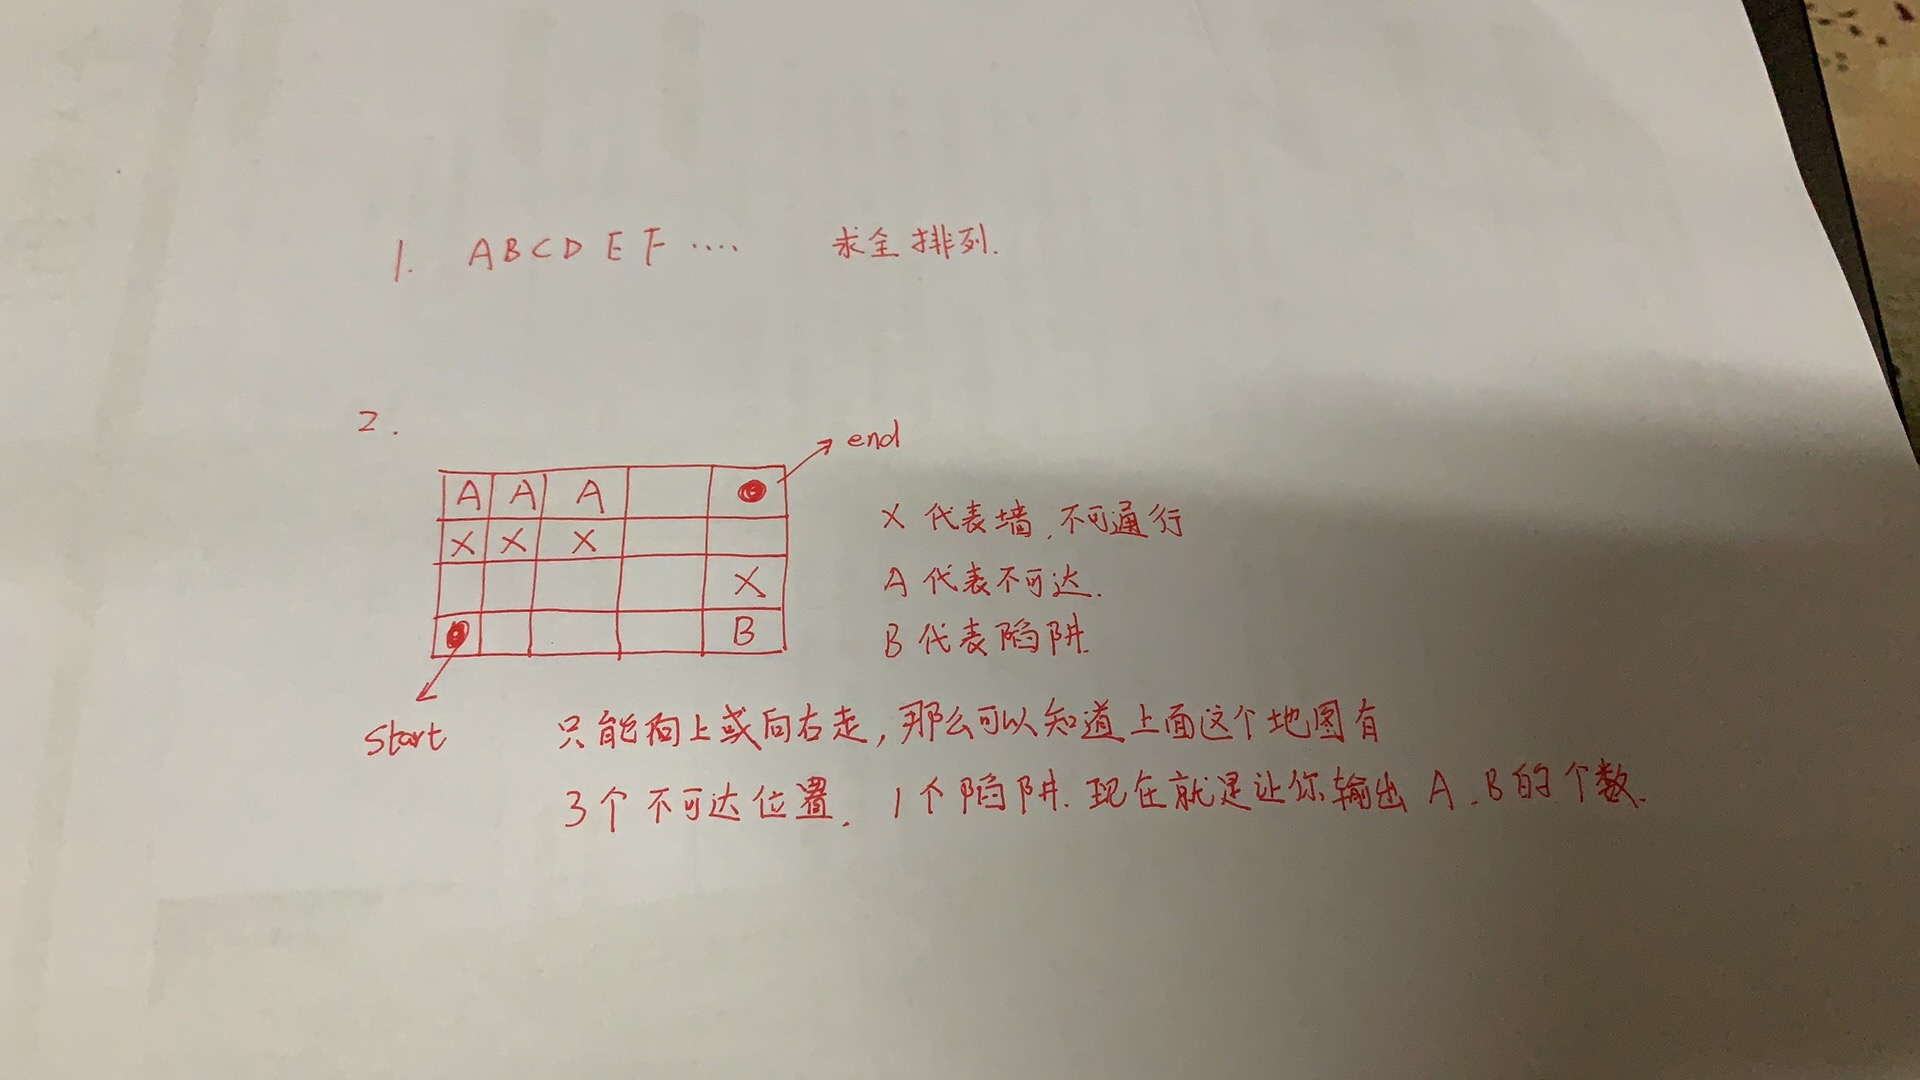 1. ABCDEF .... 求全排列.
2.
end
A A A
X X X
X
B
start
X 代表墙,不可通行
A 代表不可达.
B 代表陷阱
只能向上或向右走,那么可以知道上面这个地图有
3个不可达位置. 1个陷阱.现在就是让你输出 A.B的个数.